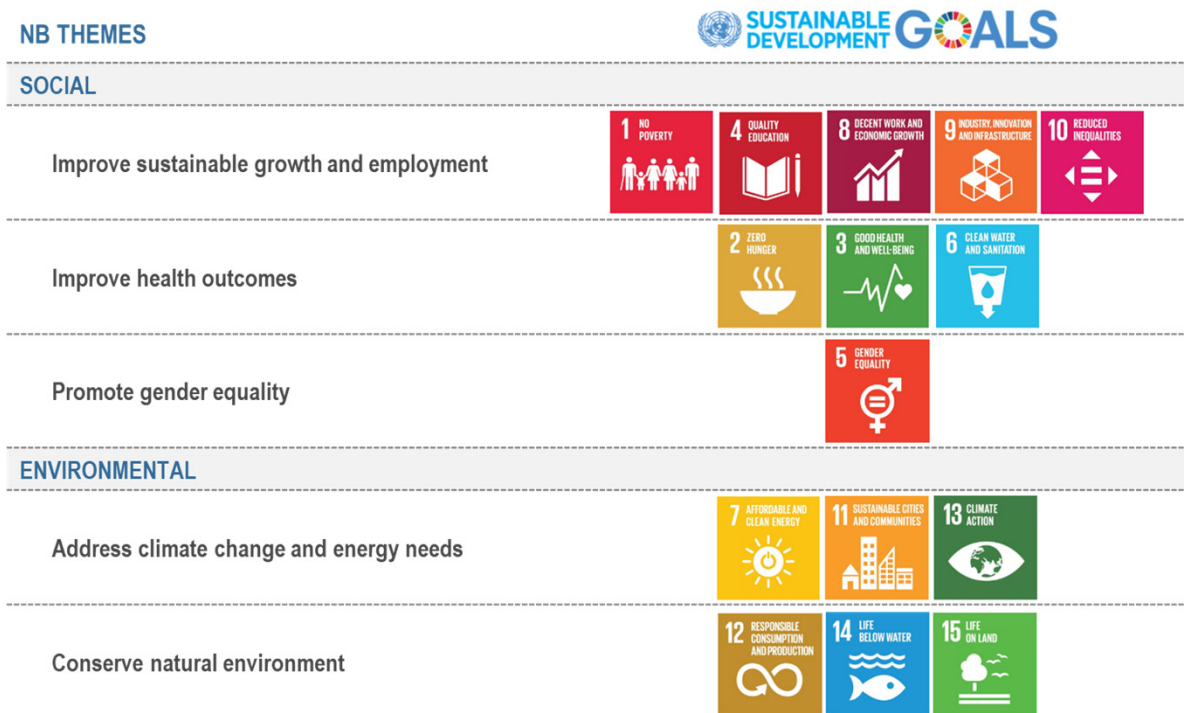 NB THEMES
SUSTAINABLE
DEVELOPMENT
GOALS
SOCIAL
Improve sustainable growth and employment
1 NO
POVERTY
4 QUALITY
EDUCATION
8 DECENT WORK AND
ECONOMIC GROWTH
9 INDUSTRY, INNOVATION
AND INFRASTRUCTURE
10 REDUCED
INEQUALITIES
Improve health outcomes
2 ZERO
HUNGER
3 GOOD HEALTH
AND WELL-BEING
6 CLEAN WATER
AND SANITATION
Promote gender equality
5 GENDER
EQUALITY
ENVIRONMENTAL
Address climate change and energy needs
7 AFFORDABLE AND
CLEAN ENERGY
11 SUSTAINABLE CITIES
AND COMMUNITIES
13 CLIMATE
ACTION
Conserve natural environment
12 RESPONSIBLE
CONSUMPTION
AND PRODUCTION
14 LIFE
BELOW WATER
15 LIFE
ON LAND